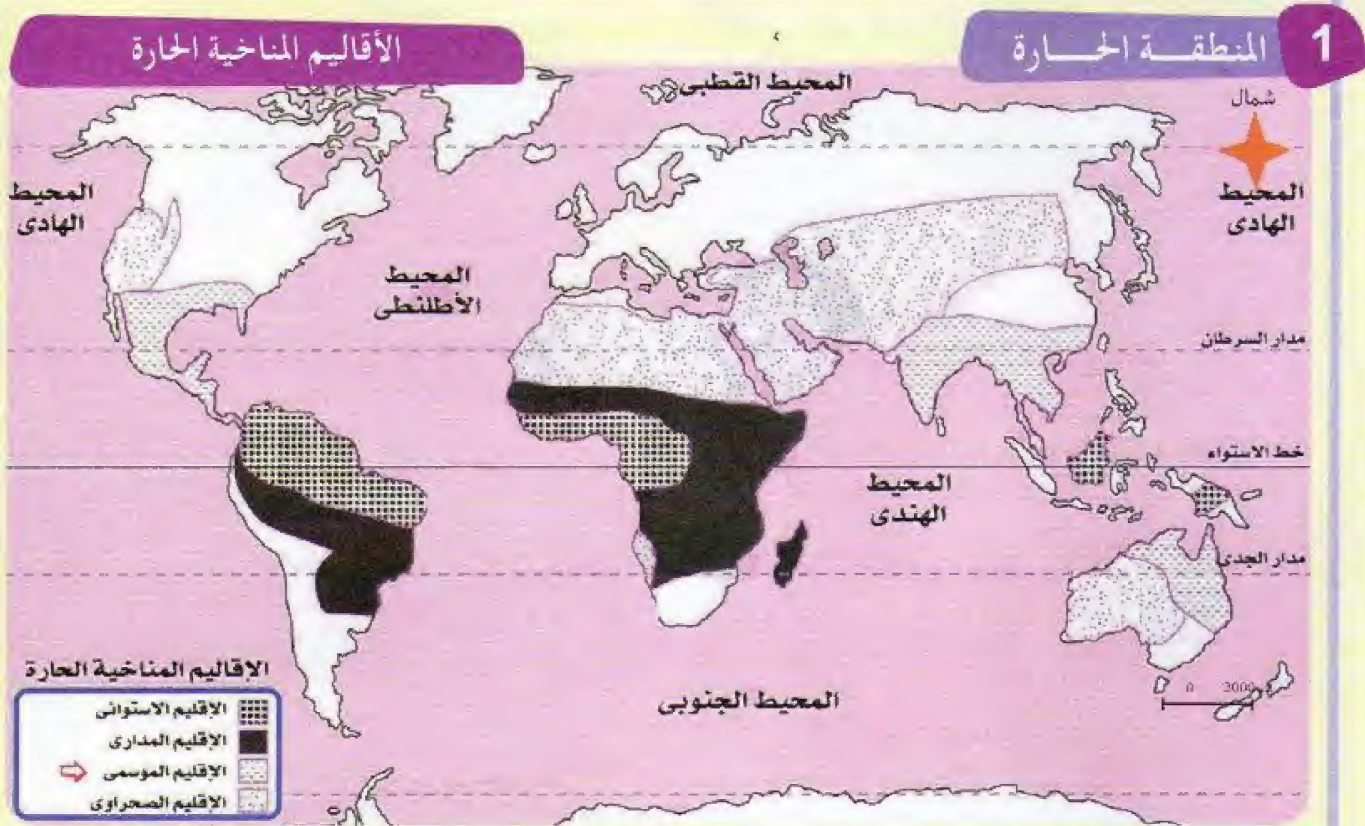 1 المنطقة الحارة
الأقاليم المناخية الحارة
المحيط القطبى
شمال
المحيط
الهادى
المحيط
الهادى
المحيط
الأطلنطى
مدار السرطان
خط الاستواء
المحيط
الهندى
مدار الجدى
المحيط الجنوبى
0 2000
الإقاليم المناخية الحارة
الإقليم الاستوائى
الإقليم المدارى
الإقليم الموسمى
الإقليم الصحراوى